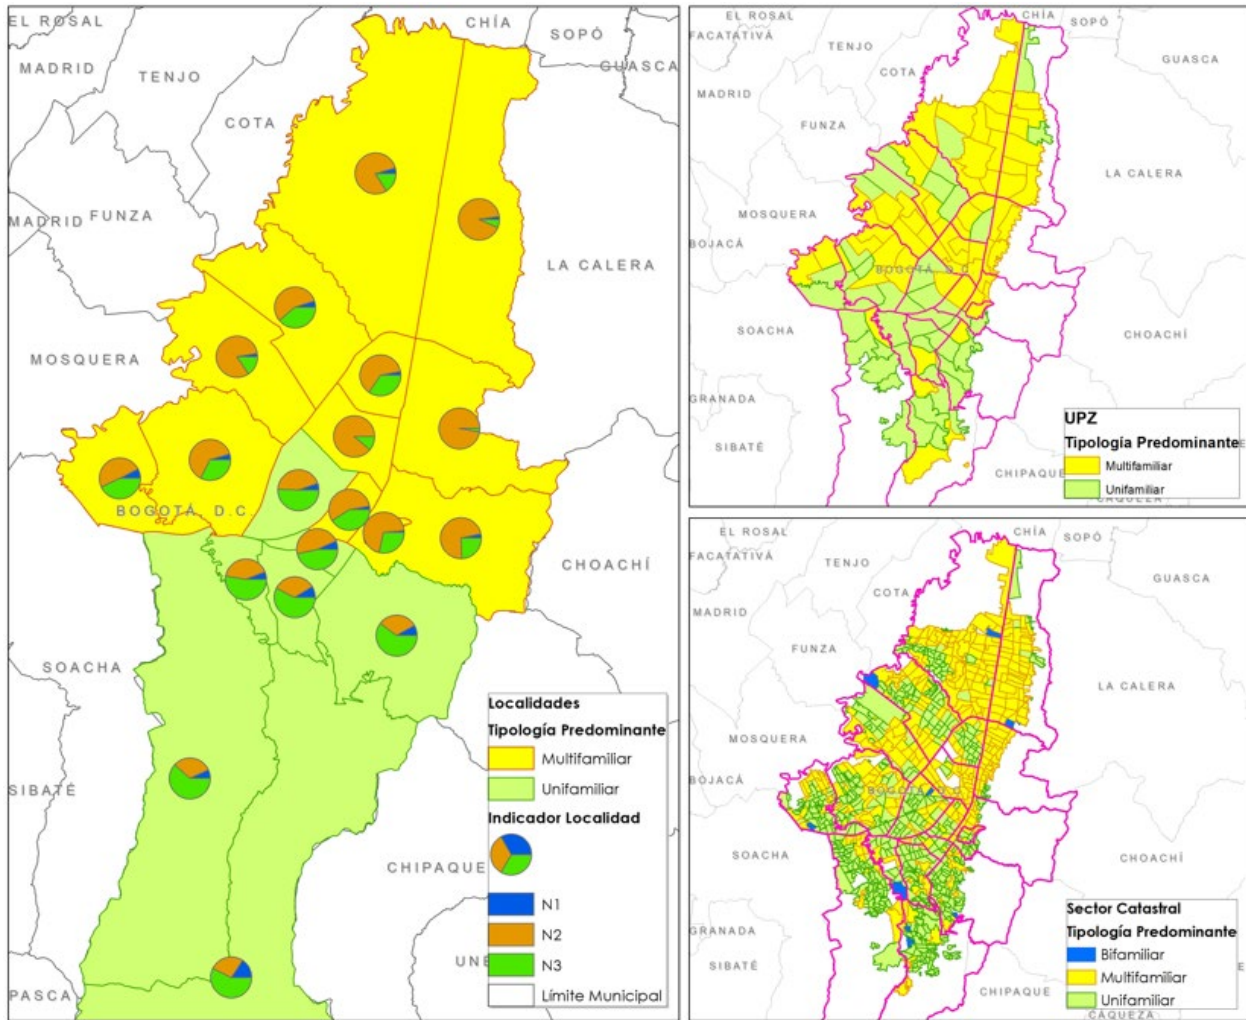 EL ROSAL
CHÍA
SOPÓ
MADRID
TENJO
GUASCA
COTA
MADRID
FUNZA
LA CALERA
MOSQUERA
BOGOTÁ, D.C.
CHOACHÍ
SOACHA
SIBATÉ
CHIPAQUE
PASCA
Localidades
Tipología Predominante
Multifamiliar
Unifamiliar
Indicador Localidad
N1
N2
N3
Límite Municipal
EL ROSAL
CHÍA
SOPÓ
FACATATIVÁ
TENJO
GUASCA
COTA
MADRID
FUNZA
LA CALERA
MOSQUERA
BOJACÁ
BOGOTÁ, D.C.
SOACHA
CHOACHÍ
GRANADA
SIBATÉ
CHIPAQUE
UPZ
Tipología Predominante
Multifamiliar
Unifamiliar
EL ROSAL
CHÍA
SOPÓ
FACATATIVÁ
TENJO
GUASCA
COTA
MADRID
FUNZA
LA CALERA
MOSQUERA
BOJACÁ
BOGOTÁ, D.C.
SOACHA
CHOACHÍ
GRANADA
SIBATÉ
CHIPAQUE
CÁQUEZA
Sector Catastral
Tipología Predominante
Bifamiliar
Multifamiliar
Unifamiliar